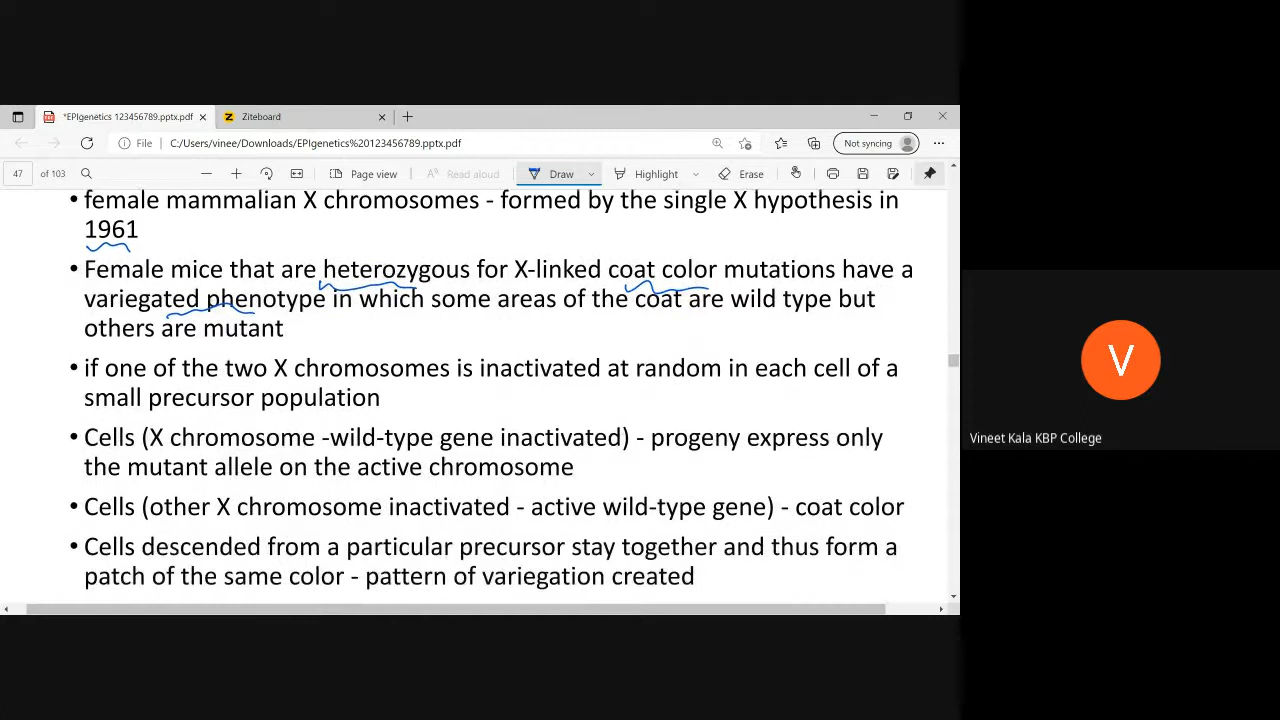 *EPIgenetics 123456789.pptx.pdf
Ziteboard
File
C:/Users/vinee/Downloads/EPIgenetics%20123456789.pptx.pdf
Not syncing
47 of 103
Page view
Read aloud
Draw
Highlight
Erase
• female mammalian X chromosomes - formed by the single X hypothesis in
1961
• Female mice that are heterozygous for X-linked coat color mutations have a
variegated phenotype in which some areas of the coat are wild type but
others are mutant
• if one of the two X chromosomes is inactivated at random in each cell of a
small precursor population
• Cells (X chromosome -wild-type gene inactivated) - progeny express only
the mutant allele on the active chromosome
• Cells (other X chromosome inactivated - active wild-type gene) - coat color
• Cells descended from a particular precursor stay together and thus form a
patch of the same color - pattern of variegation created
V
Vineet Kala KBP College